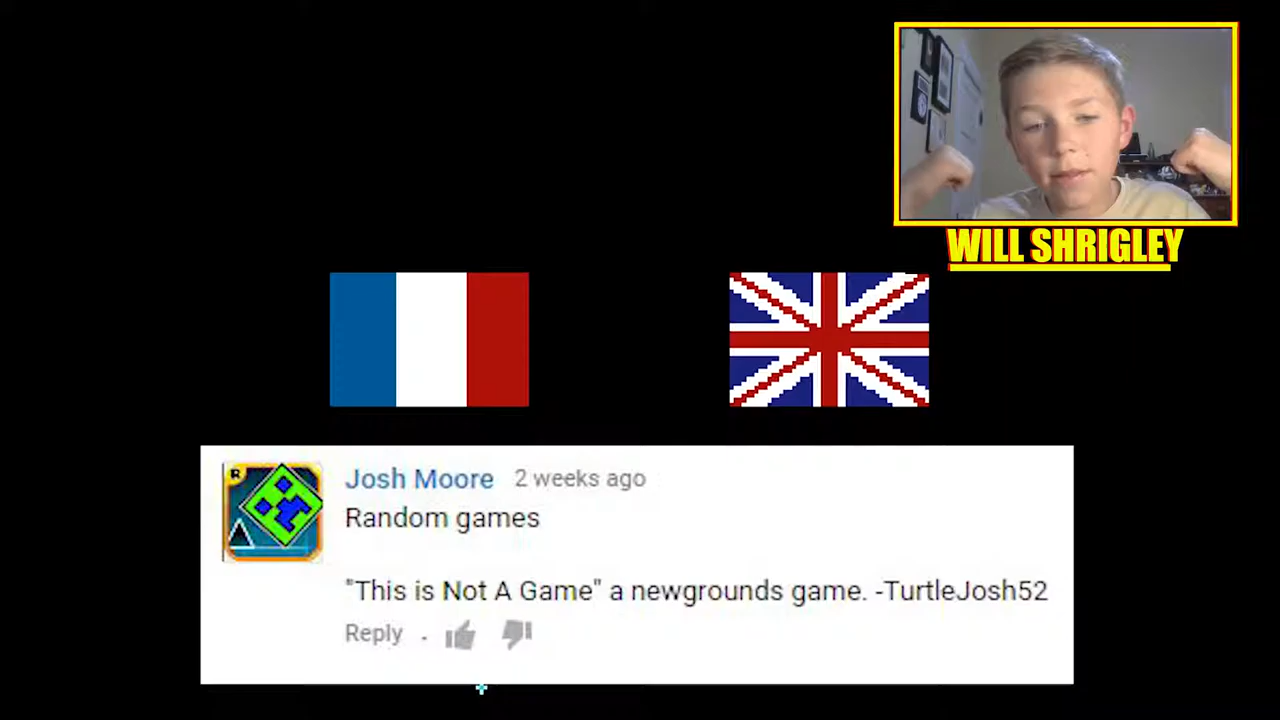 WILL SHRIGLEY
R
Josh Moore 2 weeks ago
Random games
"This is Not A Game" a newgrounds game. -TurtleJosh52
Reply